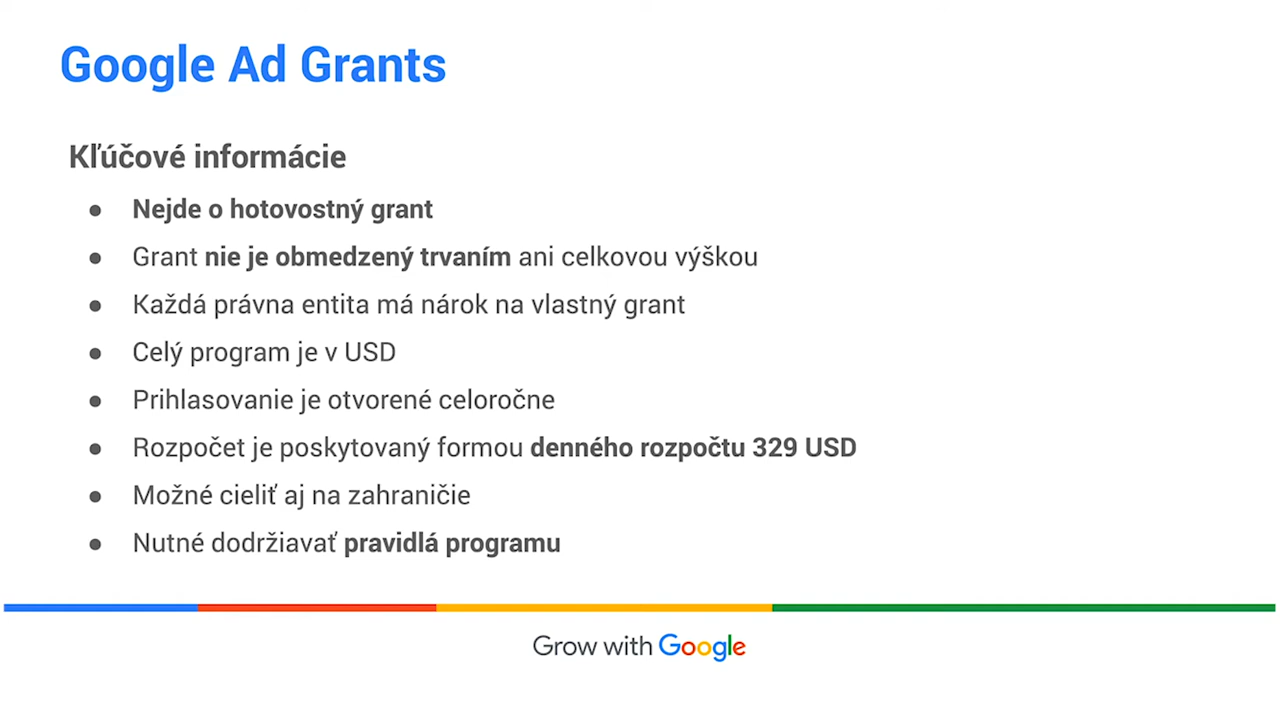 Google Ad Grants
Kľúčové informácie
● Nejde o hotovostný grant
● Grant nie je obmedzený trvaním ani celkovou výškou
● Každá právna entita má nárok na vlastný grant
● Celý program je v USD
● Prihlasovanie je otvorené celoročne
● Rozpočet je poskytovaný formou denného rozpočtu 329 USD
● Možné cieliť aj na zahraničie
● Nutné dodržiavať pravidlá programu
Grow with Google